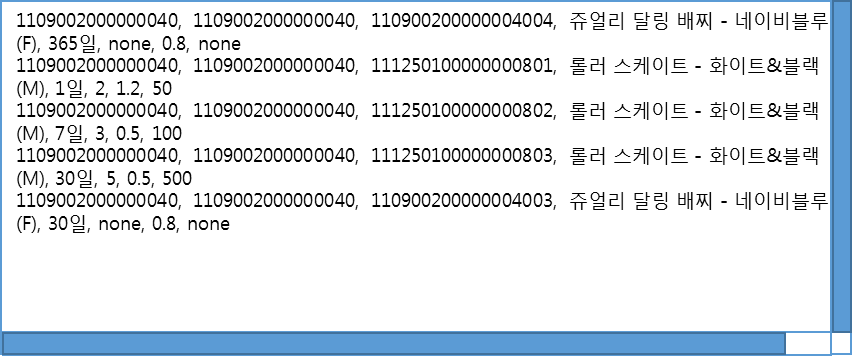 1109002000000040, 1109002000000040, 110900200000004004, 쥬얼리 달링 배찌 - 네이비블루
(F), 365일, none, 0.8, none
1109002000000040, 1109002000000040, 111250100000000801, 롤러 스케이트 - 화이트&블랙
(M), 1일, 2, 1.2, 50
1109002000000040, 1109002000000040, 111250100000000802, 롤러 스케이트 - 화이트&블랙
(M), 7일, 3, 0.5, 100
1109002000000040, 1109002000000040, 111250100000000803, 롤러 스케이트 - 화이트&블랙
(M), 30일, 5, 0.5, 500
1109002000000040, 1109002000000040, 110900200000004003, 쥬얼리 달링 배찌 - 네이비블루
(F), 30일, none, 0.8, none